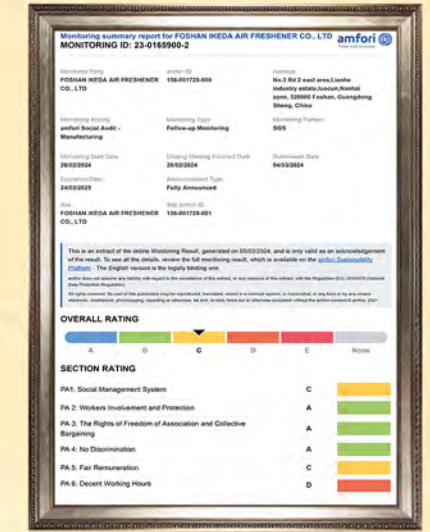 Monitoring summary report for FOSHAN IKEDA AIR FRESHENER CO., LTD
MONITORING ID: 23-0165900-2
amfori
Monitored Party
amfori ID
Address
FOSHAN IKEDA AIR FRESHENER CO., LTD
156-001728-000
No.3 Rd 2 east area,Lianhe industry estate,luocun,Nanhai zone, 528000 Foshan, Guangdong Sheng, China
Monitoring Activity
Monitoring Type
Monitoring Partner
amfori Social Audit - Manufacturing
Follow-up Monitoring
SGS
Monitoring Start Date
Closing Meeting Finished Date
Submission Date
28/02/2024
29/02/2024
04/03/2024
Expiration Date
Announcement Type
24/03/2025
Fully Announced
Site
Site amfori ID
FOSHAN IKEDA AIR FRESHENER CO., LTD
156-001728-001
This is an extract of the online Monitoring Result, generated on 05/03/2024, and is only valid as an acknowledgement
of the result. To see all the details, review the full monitoring result, which is available on the amfori Sustainability
Platform - The English version is the legally binding one
OVERALL RATING
A B C D E None
SECTION RATING
PA1: Social Management System C
PA 2: Workers Involvement and Protection A
PA 3: The Rights of Freedom of Association and Collective
Bargaining A
PA 4: No Discrimination A
PA 5: Fair Remuneration C
PA 6: Decent Working Hours D